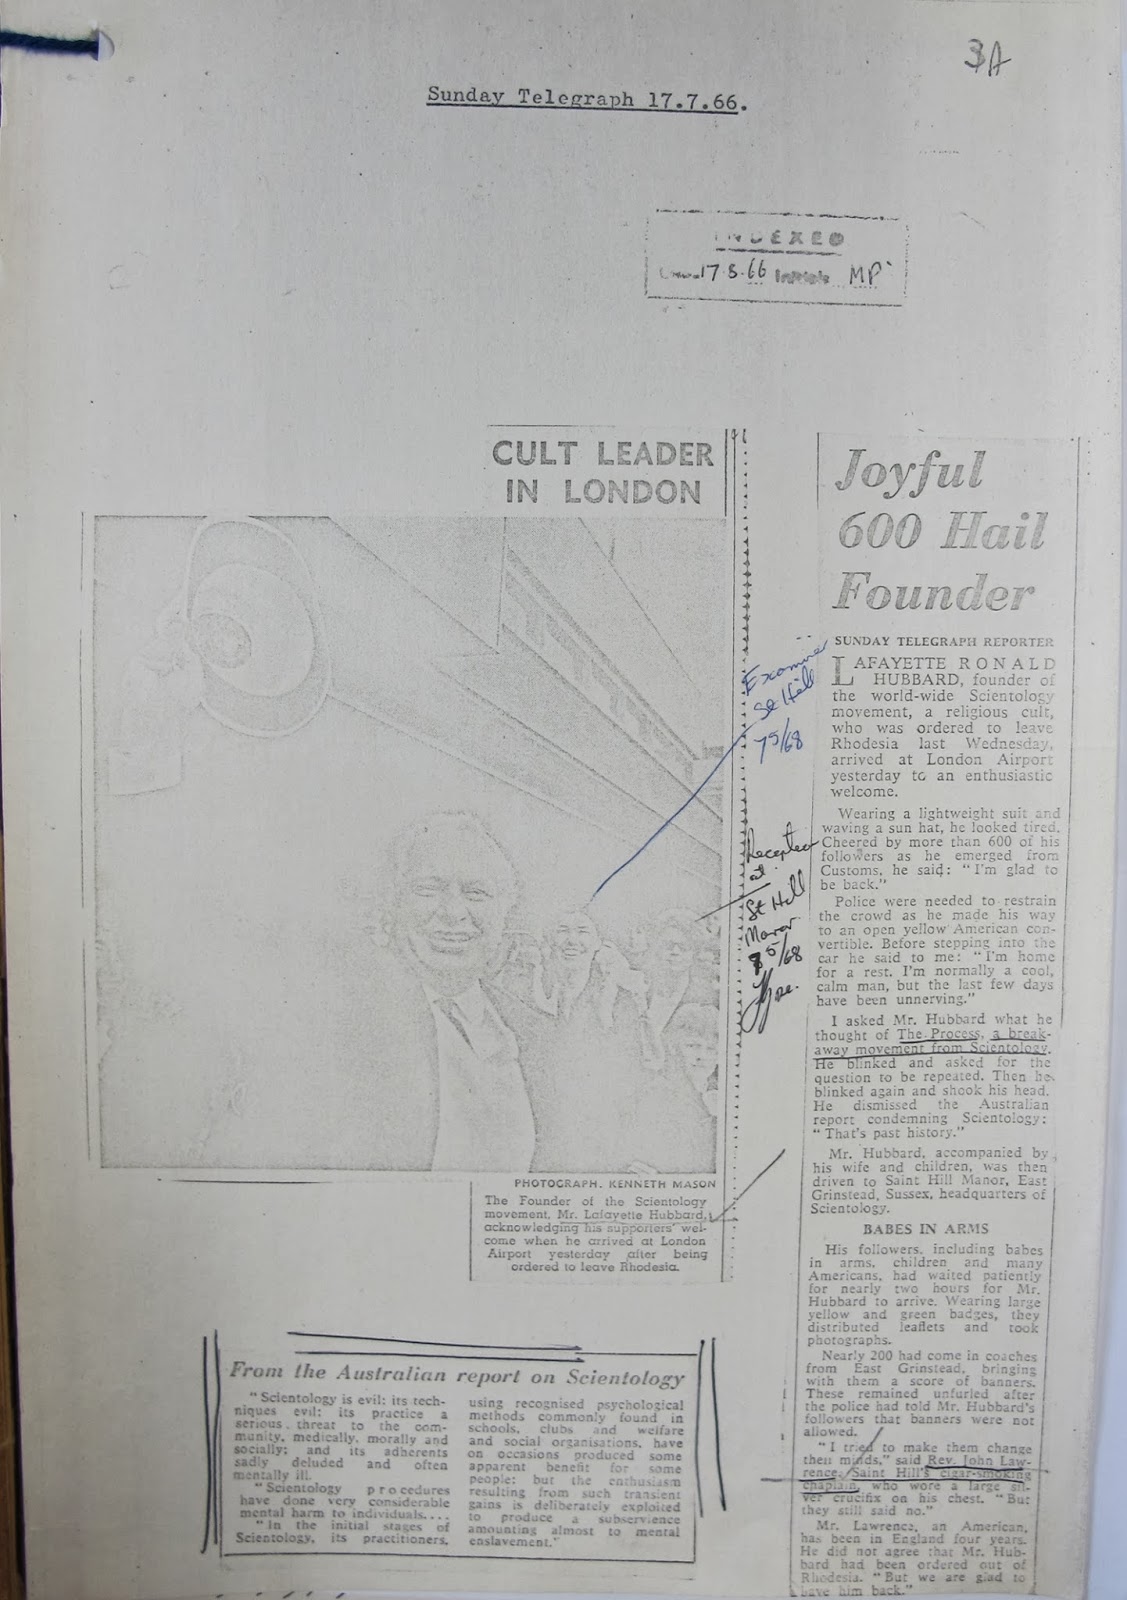 3A
Sunday Telegraph 17.7.66.
INDEXED
17·8·66 Initials MP
CULT LEADER
IN LONDON
Examiner
St Hill
7 5/68
Reception
at
St Hill
Manor
5/68
PHOTOGRAPH. KENNETH MASON
The Founder of the Scientology
movement, Mr. Lafayette Hubbard,
acknowledging his supporters' wel-
come when he arrived at London
Airport yesterday after being
ordered to leave Rhodesia.
From the Australian report on Scientology
"Scientology is evil; its tech-
niques evil; its practice a
serious threat to the com-
munity, medically, morally and
socially; and its adherents
sadly deluded and often
mentally ill.
"Scientology procedures
have done very considerable
mental harm to individuals....
"In the initial stages of
Scientology, its practitioners,
using recognised psychological
methods commonly found in
schools, clubs and welfare
and social organisations, have
on occasions produced some
apparent benefit for some
people; but the enthusiasm
resulting from such transient
gains is deliberately exploited
to produce a subservience
amounting almost to mental
enslavement."
Joyful
600 Hail
Founder
SUNDAY TELEGRAPH REPORTER
LAFAYETTE RONALD
HUBBARD, founder of
the world-wide Scientology
movement, a religious cult,
who was ordered to leave
Rhodesia last Wednesday,
arrived at London Airport
yesterday to an enthusiastic
welcome.
Wearing a lightweight suit and
waving a sun hat, he looked tired.
Cheered by more than 600 of his
followers as he emerged from
Customs, he said: "I'm glad to
be back."
Police were needed to restrain
the crowd as he made his way
to an open yellow American con-
vertible. Before stepping into the
car he said to me: "I'm home
for a rest. I'm normally a cool,
calm man, but the last few days
have been unnerving."
I asked Mr. Hubbard what he
thought of The Process, a break-
away movement from Scientology.
He blinked and asked for the
question to be repeated. Then he
blinked again and shook his head.
He dismissed the Australian
report condemning Scientology:
"That's past history."
Mr. Hubbard, accompanied by
his wife and children, was then
driven to Saint Hill Manor, East
Grinstead, Sussex, headquarters of
Scientology.
BABES IN ARMS
His followers, including babes
in arms, children and many
Americans, had waited patiently
for nearly two hours for Mr.
Hubbard to arrive. Wearing large
yellow and green badges, they
distributed leaflets and took
photographs.
Nearly 200 had come in coaches
from East Grinstead, bringing
with them a score of banners.
These remained unfurled after
the police had told Mr. Hubbard's
followers that banners were not
allowed.
"I tried to make them change
their minds," said Rev. John Law-
rence, Saint Hill's cigar-smoking
chaplain, who wore a large sil-
ver crucifix on his chest. "But
they still said no."
Mr. Lawrence, an American,
has been in England four years.
He did not agree that Mr. Hub-
bard had been ordered out of
Rhodesia. "But we are glad to
have him back."